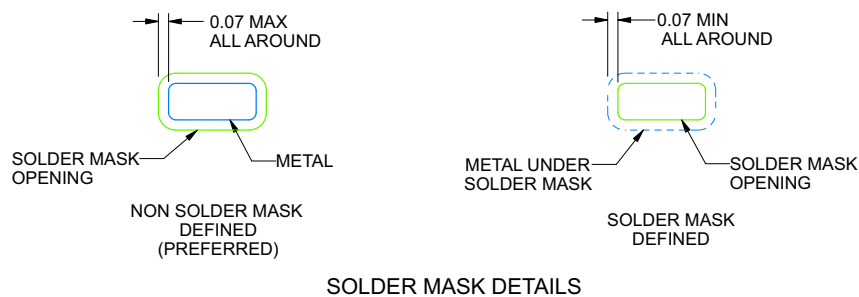 0.07 MAX
ALL AROUND
SOLDER MASK
OPENING
METAL
NON SOLDER MASK
DEFINED
(PREFERRED)
0.07 MIN
ALL AROUND
METAL UNDER
SOLDER MASK
SOLDER MASK
OPENING
SOLDER MASK
DEFINED
SOLDER MASK DETAILS